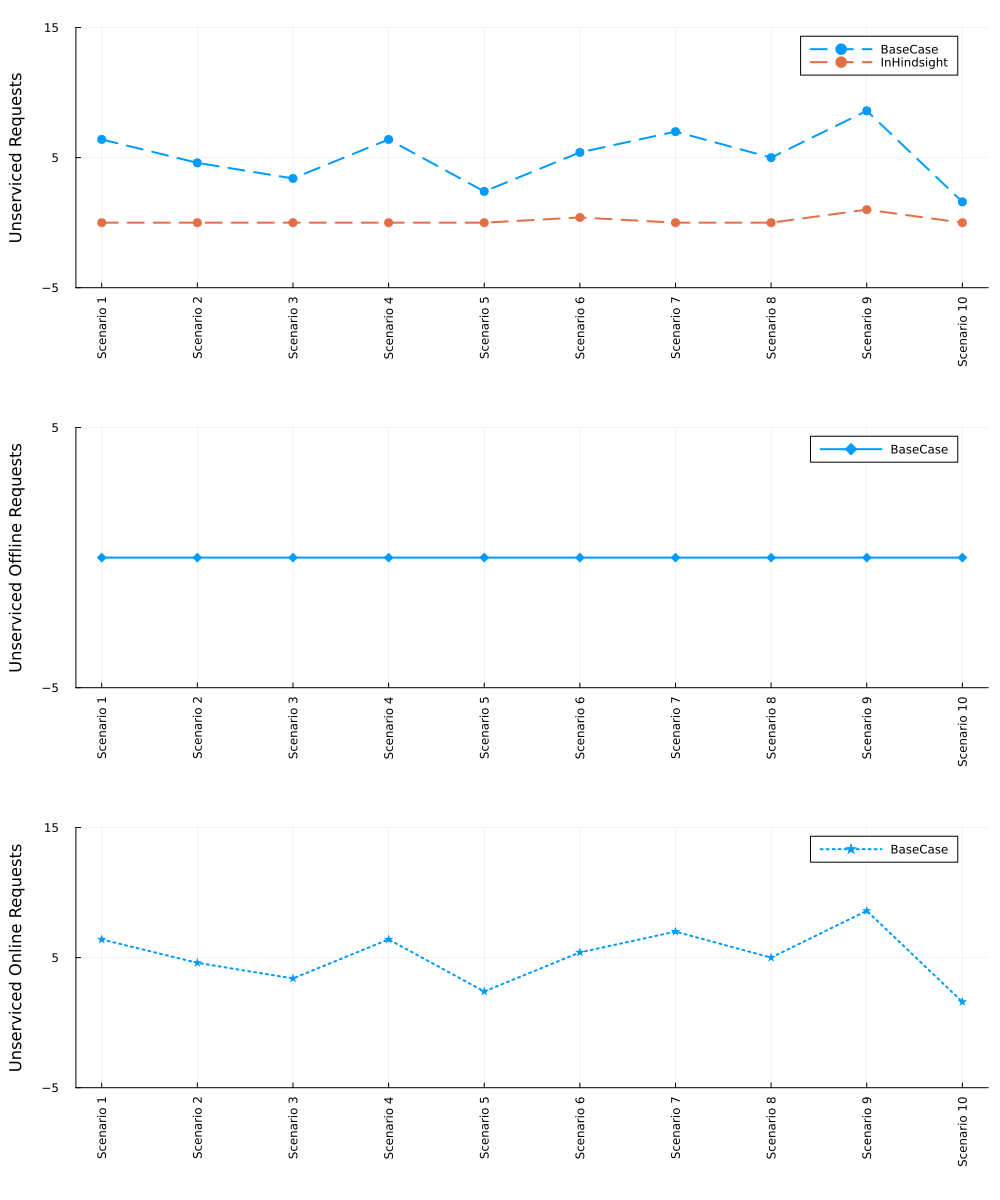 Unserviced Requests
15
5
−5
BaseCase
InHindsight
Scenario 1
Scenario 2
Scenario 3
Scenario 4
Scenario 5
Scenario 6
Scenario 7
Scenario 8
Scenario 9
Scenario 10
Unserviced Offline Requests
5
−5
BaseCase
Scenario 1
Scenario 2
Scenario 3
Scenario 4
Scenario 5
Scenario 6
Scenario 7
Scenario 8
Scenario 9
Scenario 10
Unserviced Online Requests
15
5
−5
BaseCase
Scenario 1
Scenario 2
Scenario 3
Scenario 4
Scenario 5
Scenario 6
Scenario 7
Scenario 8
Scenario 9
Scenario 10